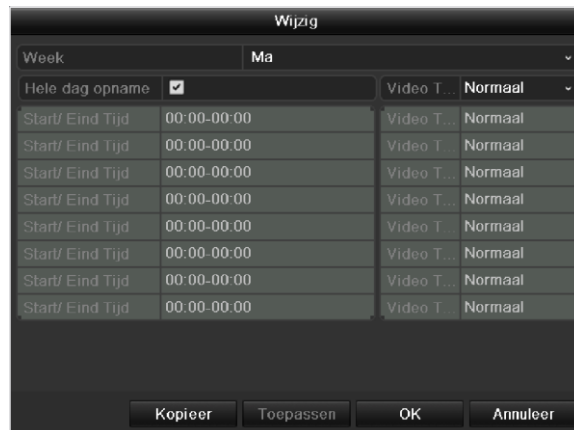 Wijzig
Week Ma
Hele dag opname Video T... Normaal
Start/ Eind Tijd 00:00-00:00 Video T... Normaal
Start/ Eind Tijd 00:00-00:00 Video T... Normaal
Start/ Eind Tijd 00:00-00:00 Video T... Normaal
Start/ Eind Tijd 00:00-00:00 Video T... Normaal
Start/ Eind Tijd 00:00-00:00 Video T... Normaal
Start/ Eind Tijd 00:00-00:00 Video T... Normaal
Start/ Eind Tijd 00:00-00:00 Video T... Normaal
Start/ Eind Tijd 00:00-00:00 Video T... Normaal
Kopieer Toepassen OK Annuleer